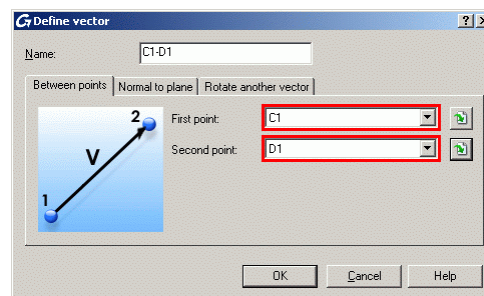 Define vector
Name: C1-D1
Between points Normal to plane Rotate another vector
2 First point: C1
V Second point: D1
1
OK Cancel Help